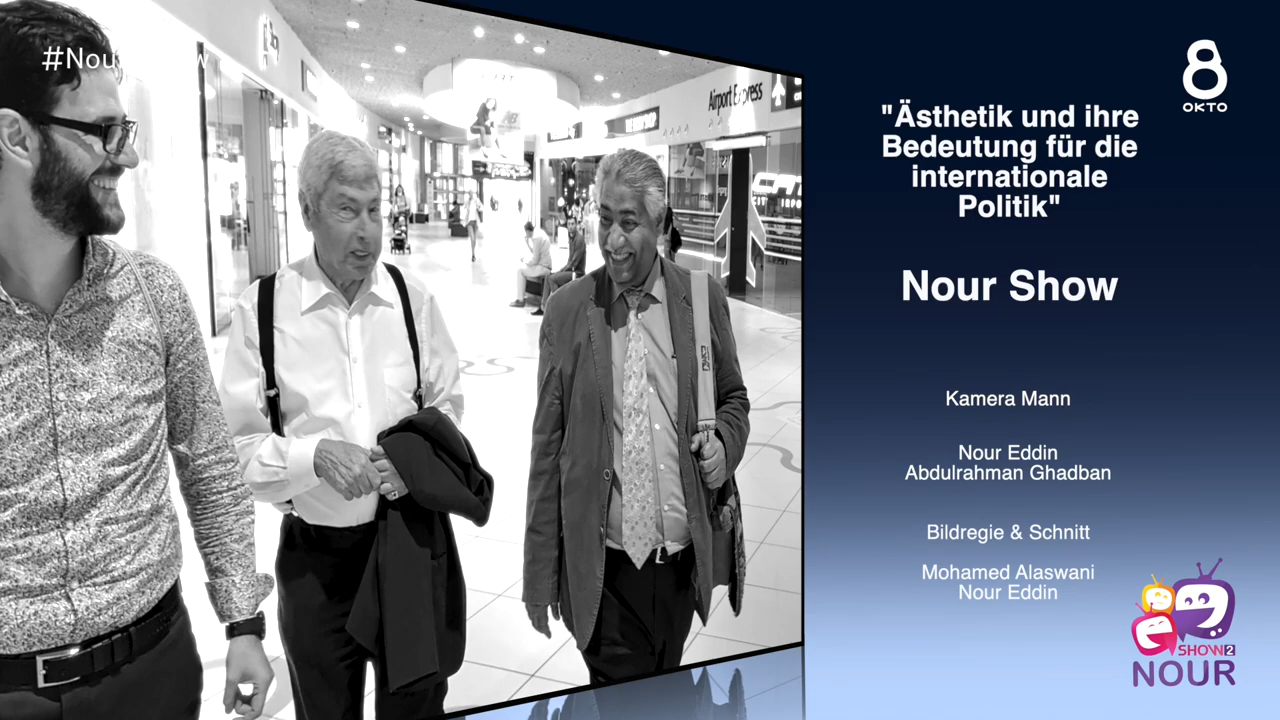 #Nou
Airport Express
8
OKTO
"Ästhetik und ihre
Bedeutung für die
internationale
Politik"
Nour Show
Kamera Mann
Nour Eddin
Abdulrahman Ghadban
Bildregie & Schnitt
Mohamed Alaswani
Nour Eddin
SHOW2
NOUR